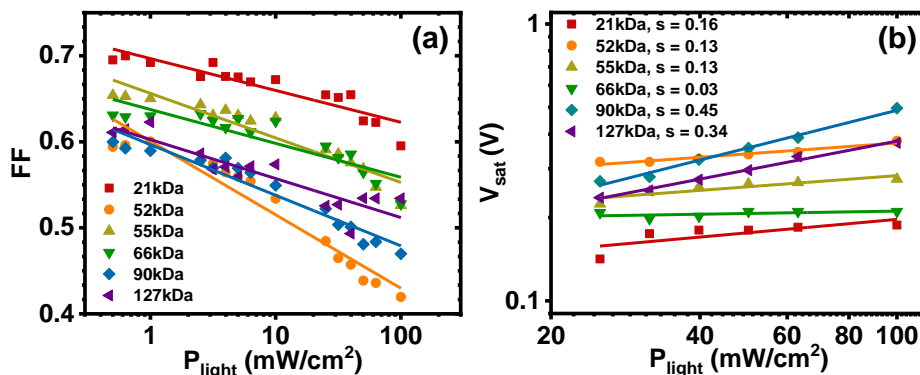 (a)
FF
0.7
0.6
0.5
0.4
21kDa
52kDa
55kDa
66kDa
90kDa
127kDa
1
10
100
P_light (mW/cm²)
(b)
V_sat (V)
1
0.1
21kDa, s = 0.16
52kDa, s = 0.13
55kDa, s = 0.13
66kDa, s = 0.03
90kDa, s = 0.45
127kDa, s = 0.34
20
40
60
80
100
P_light (mW/cm²)